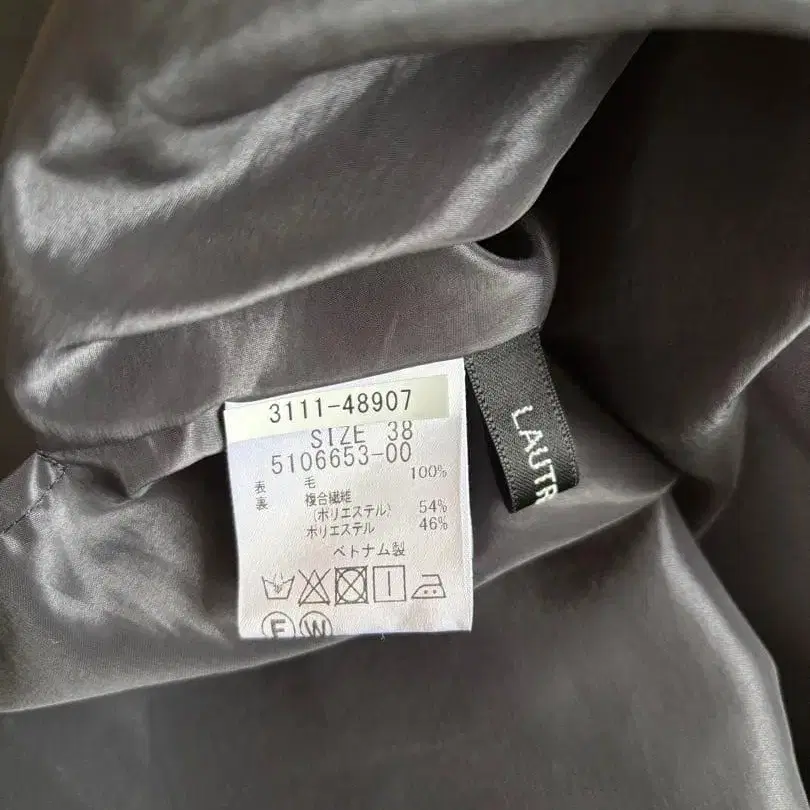 3111-48907
SIZE 38
5106653-00
表 毛 100%
裏 複合繊維
(ポリエステル) 54%
ポリエステル 46%
ベトナム製
F W
LAUTR